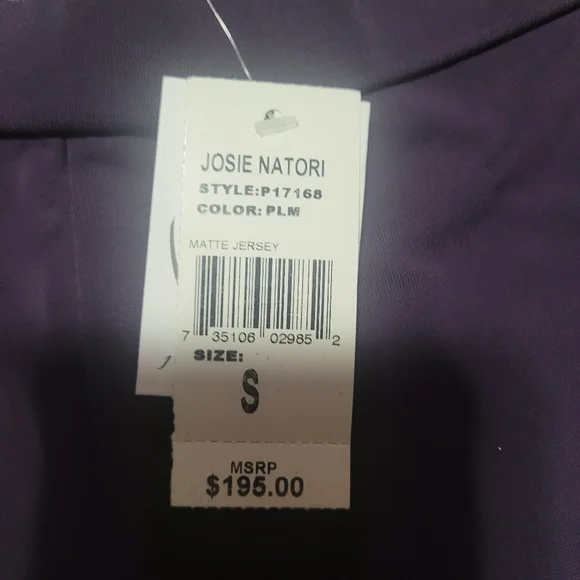 JOSIE NATORI
STYLE:P17168
COLOR: PLM
MATTE JERSEY
7 35106 02985 2
SIZE:
S
MSRP
$195.00